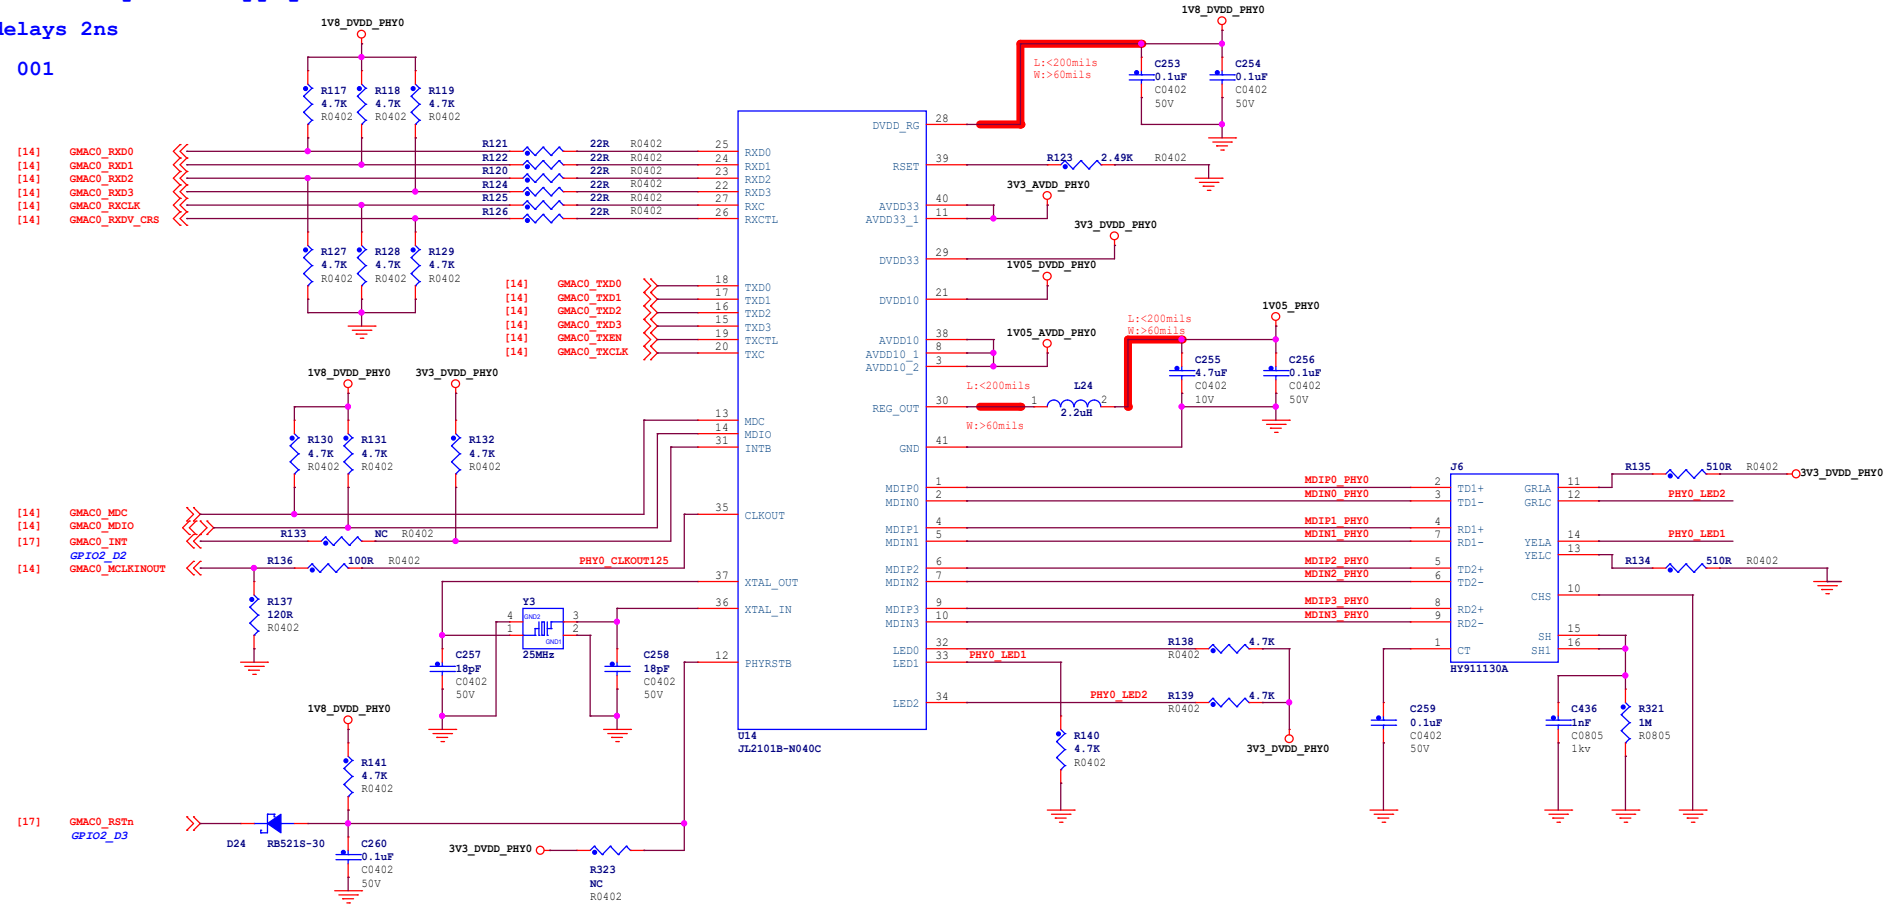 delays 2ns
001
1V8_DVDD_PHY0
R117 R118 R119
4.7K 4.7K 4.7K
R0402 R0402 R0402
[14] GMAC0_RXD0
[14] GMAC0_RXD1
[14] GMAC0_RXD2
[14] GMAC0_RXD3
[14] GMAC0_RXCLK
[14] GMAC0_RXDV_CRS
R121 22R R0402
R122 22R R0402
R120 22R R0402
R124 22R R0402
R125 22R R0402
R126 22R R0402
R127 R128 R129
4.7K 4.7K 4.7K
R0402 R0402 R0402
[14] GMAC0_TXD0
[14] GMAC0_TXD1
[14] GMAC0_TXD2
[14] GMAC0_TXD3
[14] GMAC0_TXEN
[14] GMAC0_TXCLK
1V8_DVDD_PHY0 3V3_DVDD_PHY0
R130 R131 R132
4.7K 4.7K 4.7K
R0402 R0402 R0402
[14] GMAC0_MDC
[14] GMAC0_MDIO
[17] GMAC0_INT
GPIO2_D2
[14] GMAC0_MCLKINOUT
R133 NC R0402
R136 100R R0402
PHY0_CLKOUT125
R137
120R
R0402
Y3
4 GND2 3
1 GND1 2
25MHz
C257
18pF
C0402
50V
C258
18pF
C0402
50V
1V8_DVDD_PHY0
R141
4.7K
R0402
[17] GMAC0_RSTn
GPIO2_D3
D24 RB521S-30
C260
0.1uF
C0402
50V
3V3_DVDD_PHY0
R323
NC
R0402
25 RXD0
24 RXD1
23 RXD2
22 RXD3
27 RXC
26 RXCTL
18 TXD0
17 TXD1
16 TXD2
15 TXD3
19 TXCTL
20 TXC
13 MDC
14 MDIO
31 INTB
35 CLKOUT
37 XTAL_OUT
36 XTAL_IN
12 PHYRSTB
DVDD_RG 28
RSET 39
AVDD33 40
AVDD33_1 11
DVDD33 29
DVDD10 21
AVDD10 38
AVDD10_1 8
AVDD10_2 3
REG_OUT 30
GND 41
MDIP0 1
MDIN0 2
MDIP1 4
MDIN1 5
MDIP2 6
MDIN2 7
MDIP3 9
MDIN3 10
LED0 32
LED1 33
LED2 34
U14
JL2101B-N040C
1V8_DVDD_PHY0
L:<200mils
W:>60mils
C253
0.1uF
C0402
50V
C254
0.1uF
C0402
50V
R123 2.49K R0402
3V3_AVDD_PHY0
3V3_DVDD_PHY0
1V05_DVDD_PHY0
1V05_PHY0
L:<200mils
W:>60mils
1V05_AVDD_PHY0
C255
4.7uF
C0402
10V
C256
0.1uF
C0402
50V
L:<200mils
L24
1 2
2.2uH
W:>60mils
MDIP0_PHY0
MDIN0_PHY0
MDIP1_PHY0
MDIN1_PHY0
MDIP2_PHY0
MDIN2_PHY0
MDIP3_PHY0
MDIN3_PHY0
R138 4.7K
R0402
PHY0_LED1
PHY0_LED2
R139 4.7K
R0402
R140
4.7K
R0402
3V3_DVDD_PHY0
J6
2 TD1+
3 TD1-
4 RD1+
7 RD1-
5 TD2+
6 TD2-
8 RD2+
9 RD2-
1 CT
GRLA 11
GRLC 12
YELA 14
YELC 13
CHS 10
SH 15
SH1 16
HY911130A
R135 510R R0402
3V3_DVDD_PHY0
PHY0_LED2
PHY0_LED1
R134 510R R0402
C259
0.1uF
C0402
50V
C436
1nF
C0805
1kv
R321
1M
R0805